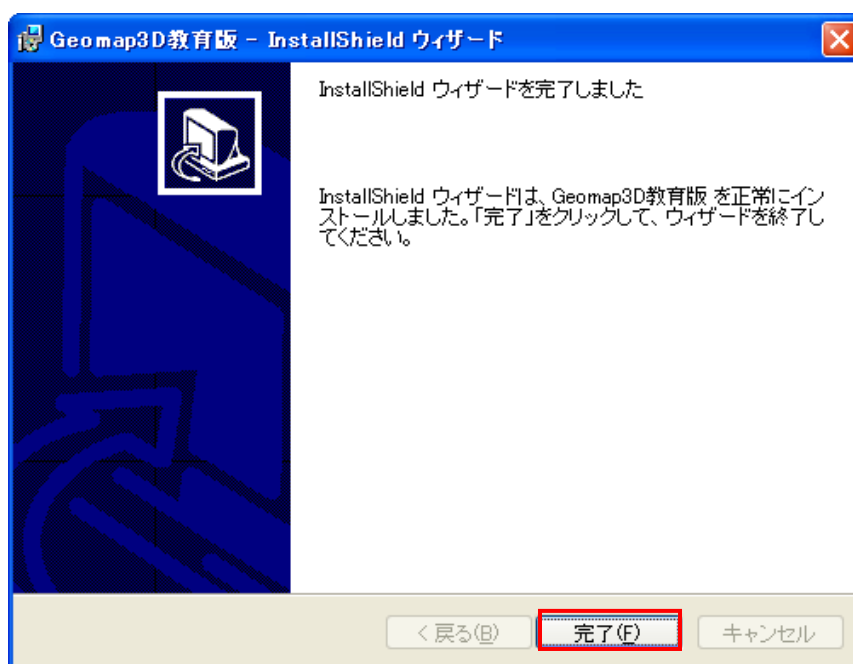 Geomap3D教育版 - InstallShield ウィザード
InstallShield ウィザードを完了しました
InstallShield ウィザードは、Geomap3D教育版 を正常にイン
ストールしました。「完了」をクリックして、ウィザードを終了し
てください。
< 戻る(B) 完了(F) キャンセル